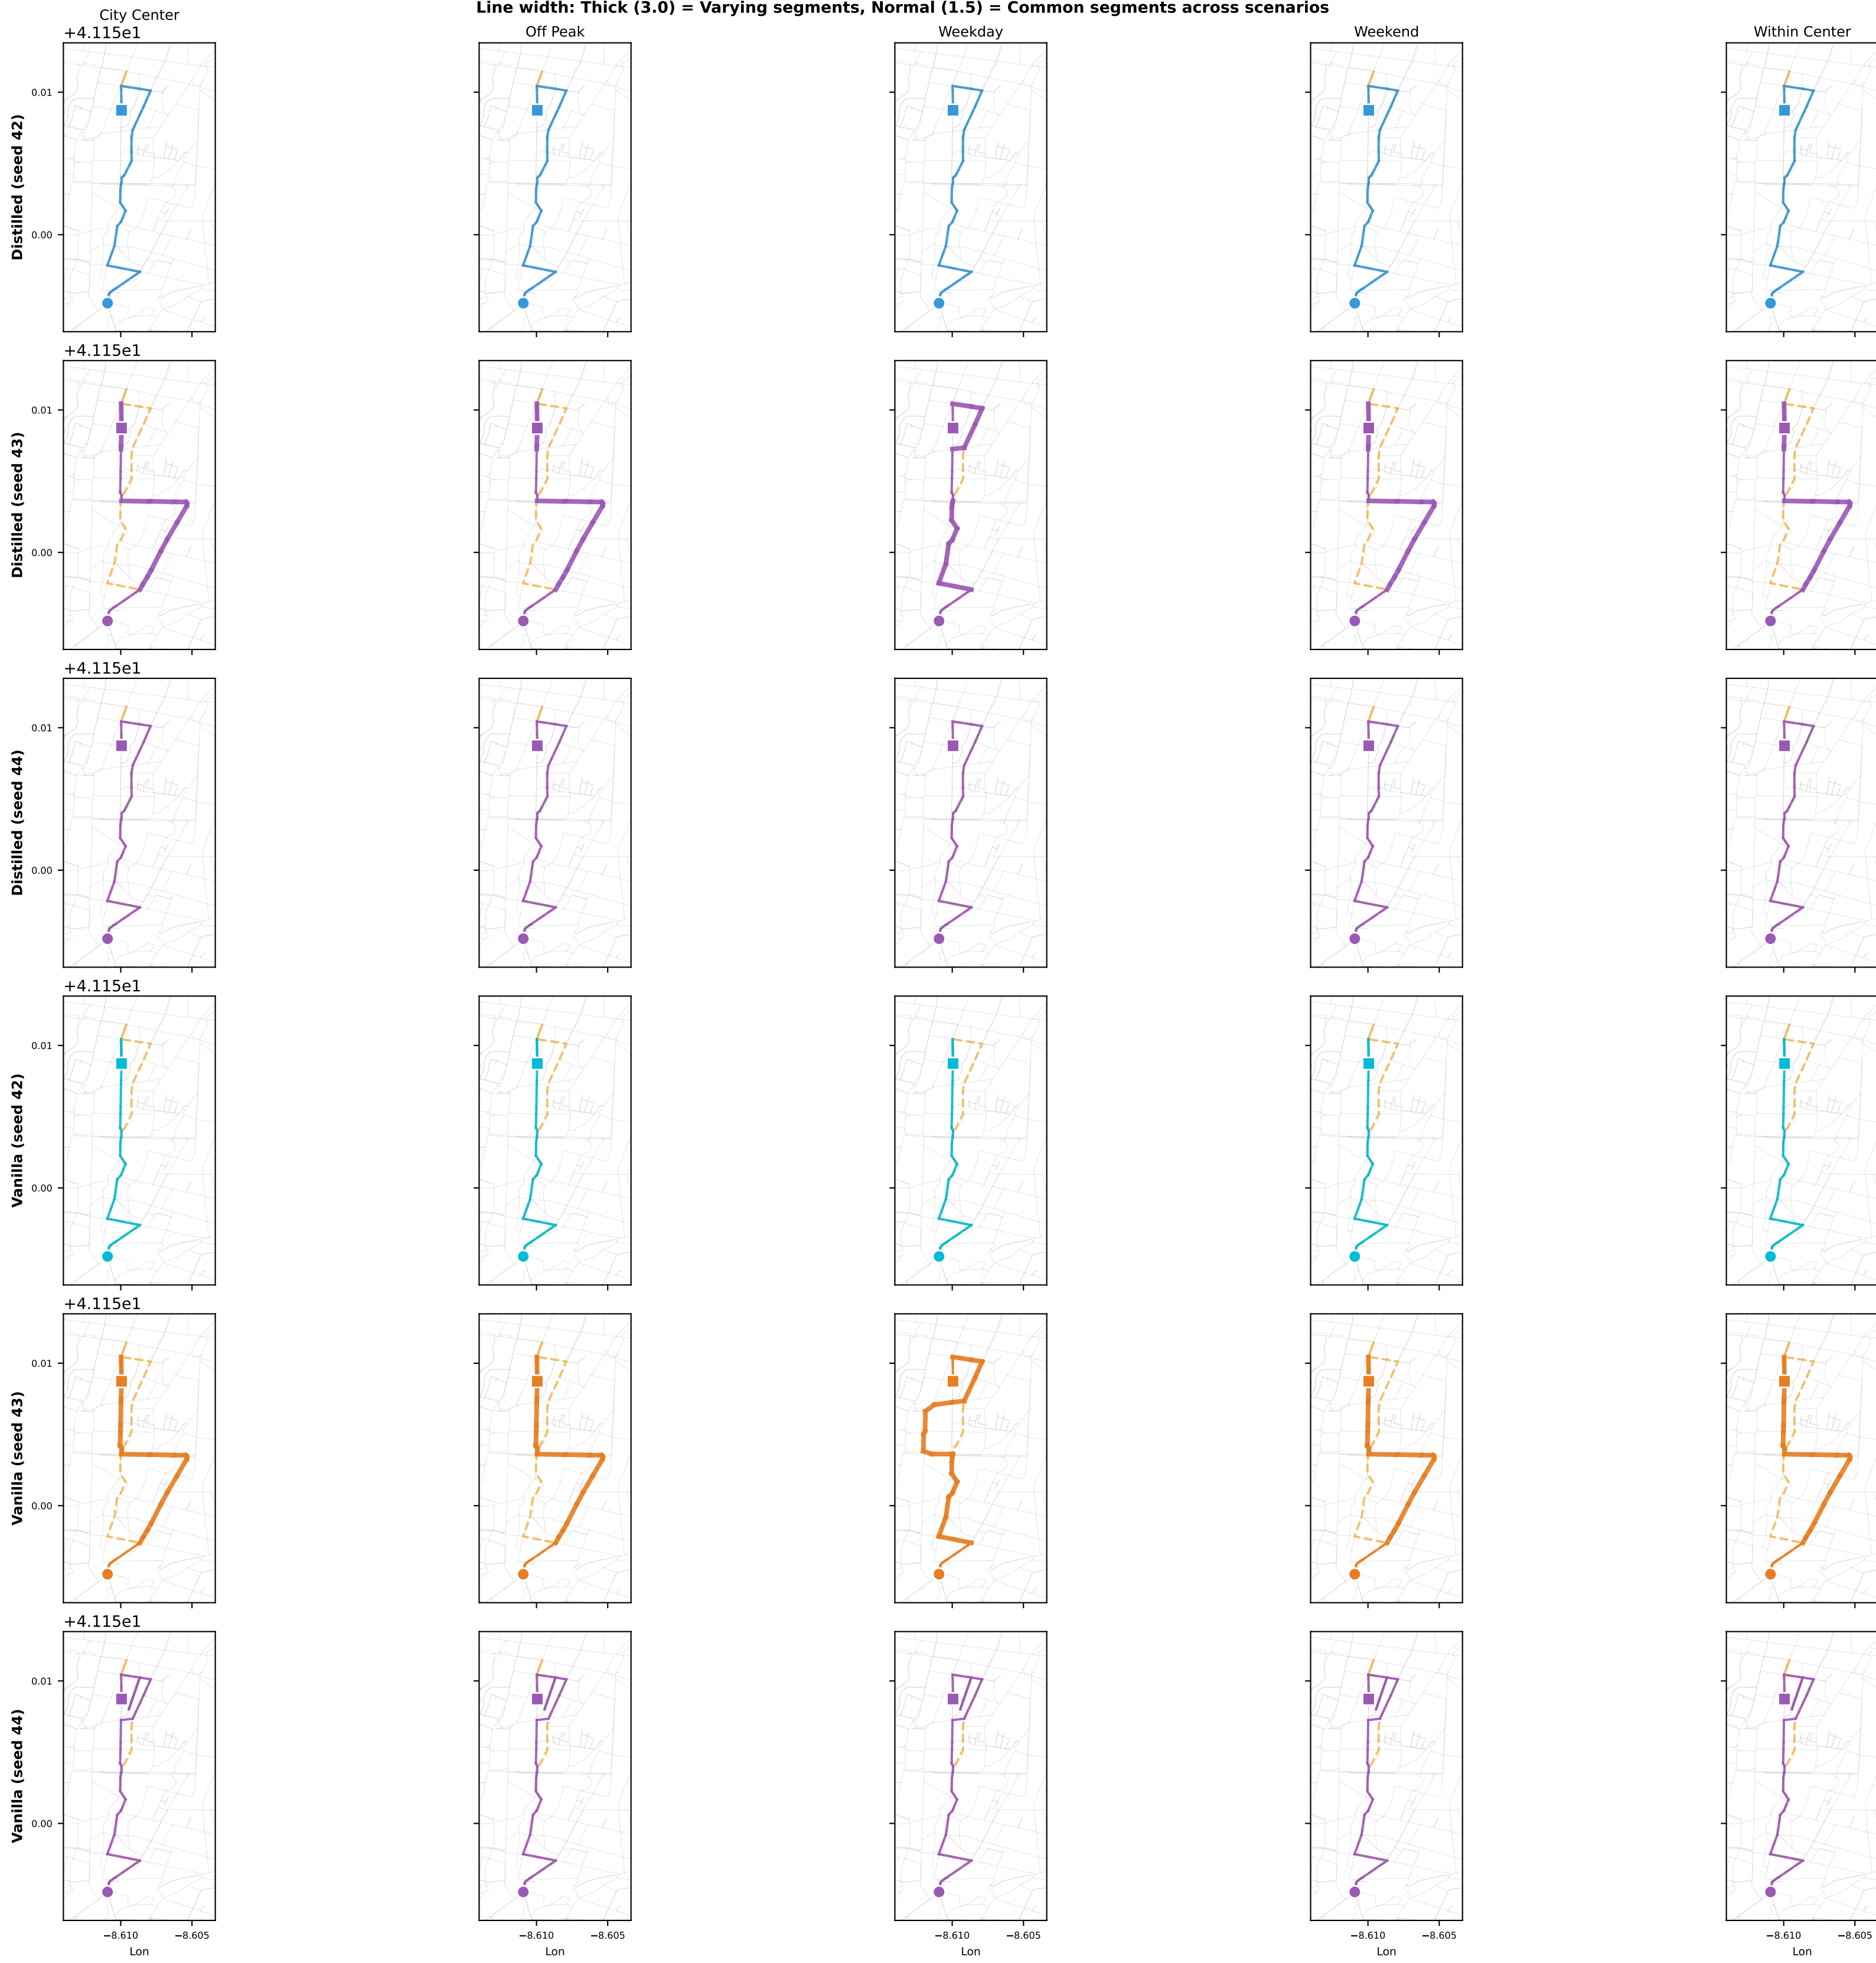 Line width: Thick (3.0) = Varying segments, Normal (1.5) = Common segments across scenarios
City Center
Off Peak
Weekday
Weekend
Within Center
+4.115e1
Distilled (seed 42)
0.01
0.00
+4.115e1
Distilled (seed 43)
0.01
0.00
+4.115e1
Distilled (seed 44)
0.01
0.00
+4.115e1
Vanilla (seed 42)
0.01
0.00
+4.115e1
Vanilla (seed 43)
0.01
0.00
+4.115e1
Vanilla (seed 44)
0.01
0.00
−8.610 −8.605
Lon
−8.610 −8.605
Lon
−8.610 −8.605
Lon
−8.610 −8.605
Lon
−8.610 −8.605
Lon